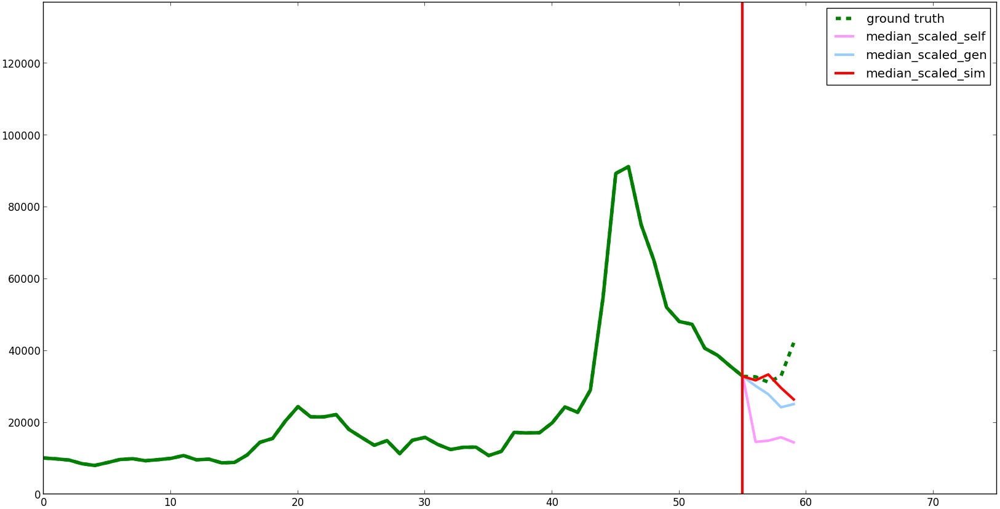 ground truth
median_scaled_self
median_scaled_gen
median_scaled_sim
120000
100000
80000
60000
40000
20000
0
0 10 20 30 40 50 60 70